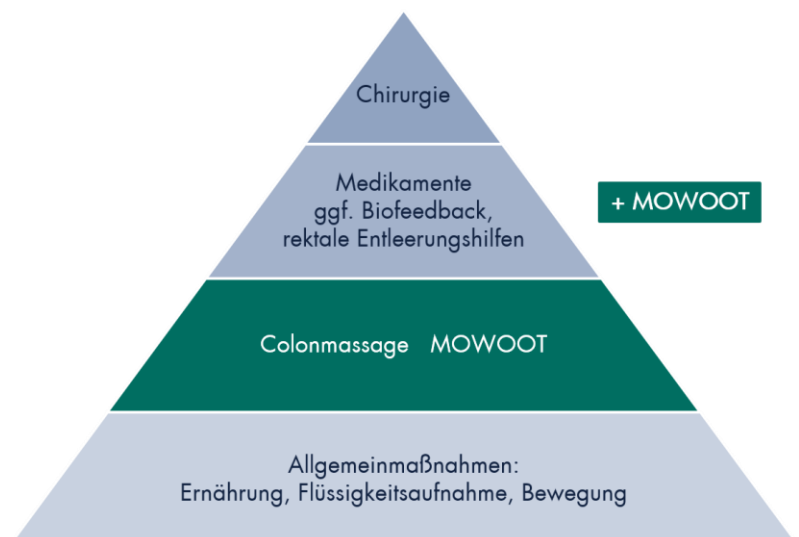 Chirurgie
Medikamente
ggf. Biofeedback,
rektale Entleerungshilfen
+ MOWOOT
Colonmassage MOWOOT
Allgemeinmaßnahmen:
Ernährung, Flüssigkeitsaufnahme, Bewegung